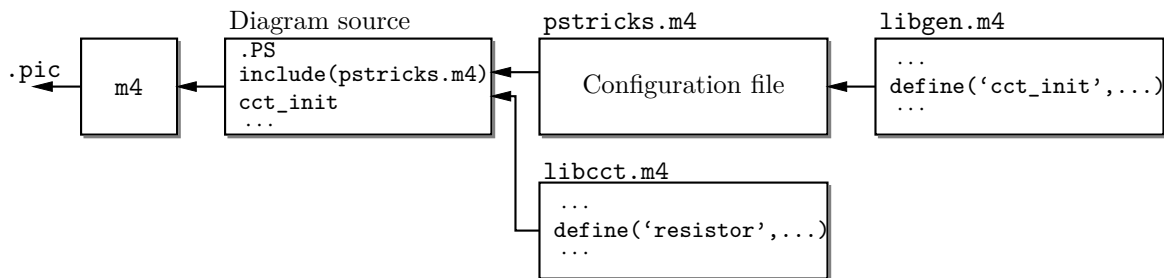 Diagram source
pstricks.m4
libgen.m4
.pic
m4
.PS
include(pstricks.m4)
cct_init
...
Configuration file
...
define(‘cct_init’,...)
...
libcct.m4
...
define(‘resistor’,...)
...